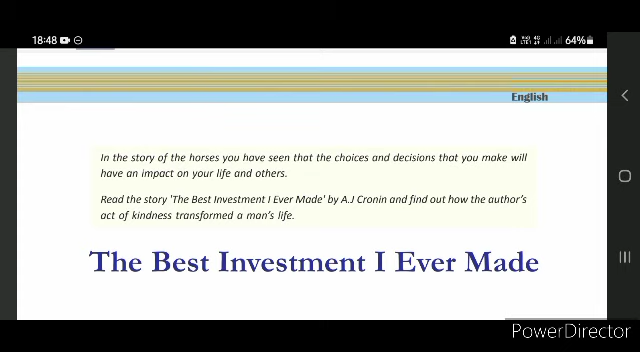 18:48
64%
English
In the story of the horses you have seen that the choices and decisions that you make will
have an impact on your life and others.
Read the story 'The Best Investment I Ever Made' by A.J Cronin and find out how the author's
act of kindness transformed a man's life.
The Best Investment I Ever Made
PowerDirector